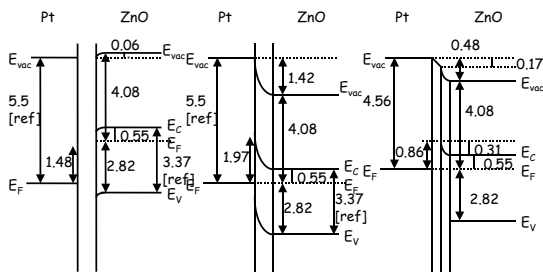 Pt ZnO
E_vac
0.06
E_vac
5.5
[ref]
4.08
E_C
0.55
E_F
1.48
2.82
3.37
[ref]
E_F
E_V
Pt ZnO
E_vac
1.42
E_vac
5.5
[ref]
4.08
1.97
E_C
0.55
E_F
E_F
2.82
3.37
[ref]
E_V
Pt ZnO
0.48
0.17
E_vac
E_vac
4.56
4.08
0.86
E_C
0.31
0.55
E_F
E_F
2.82
E_V